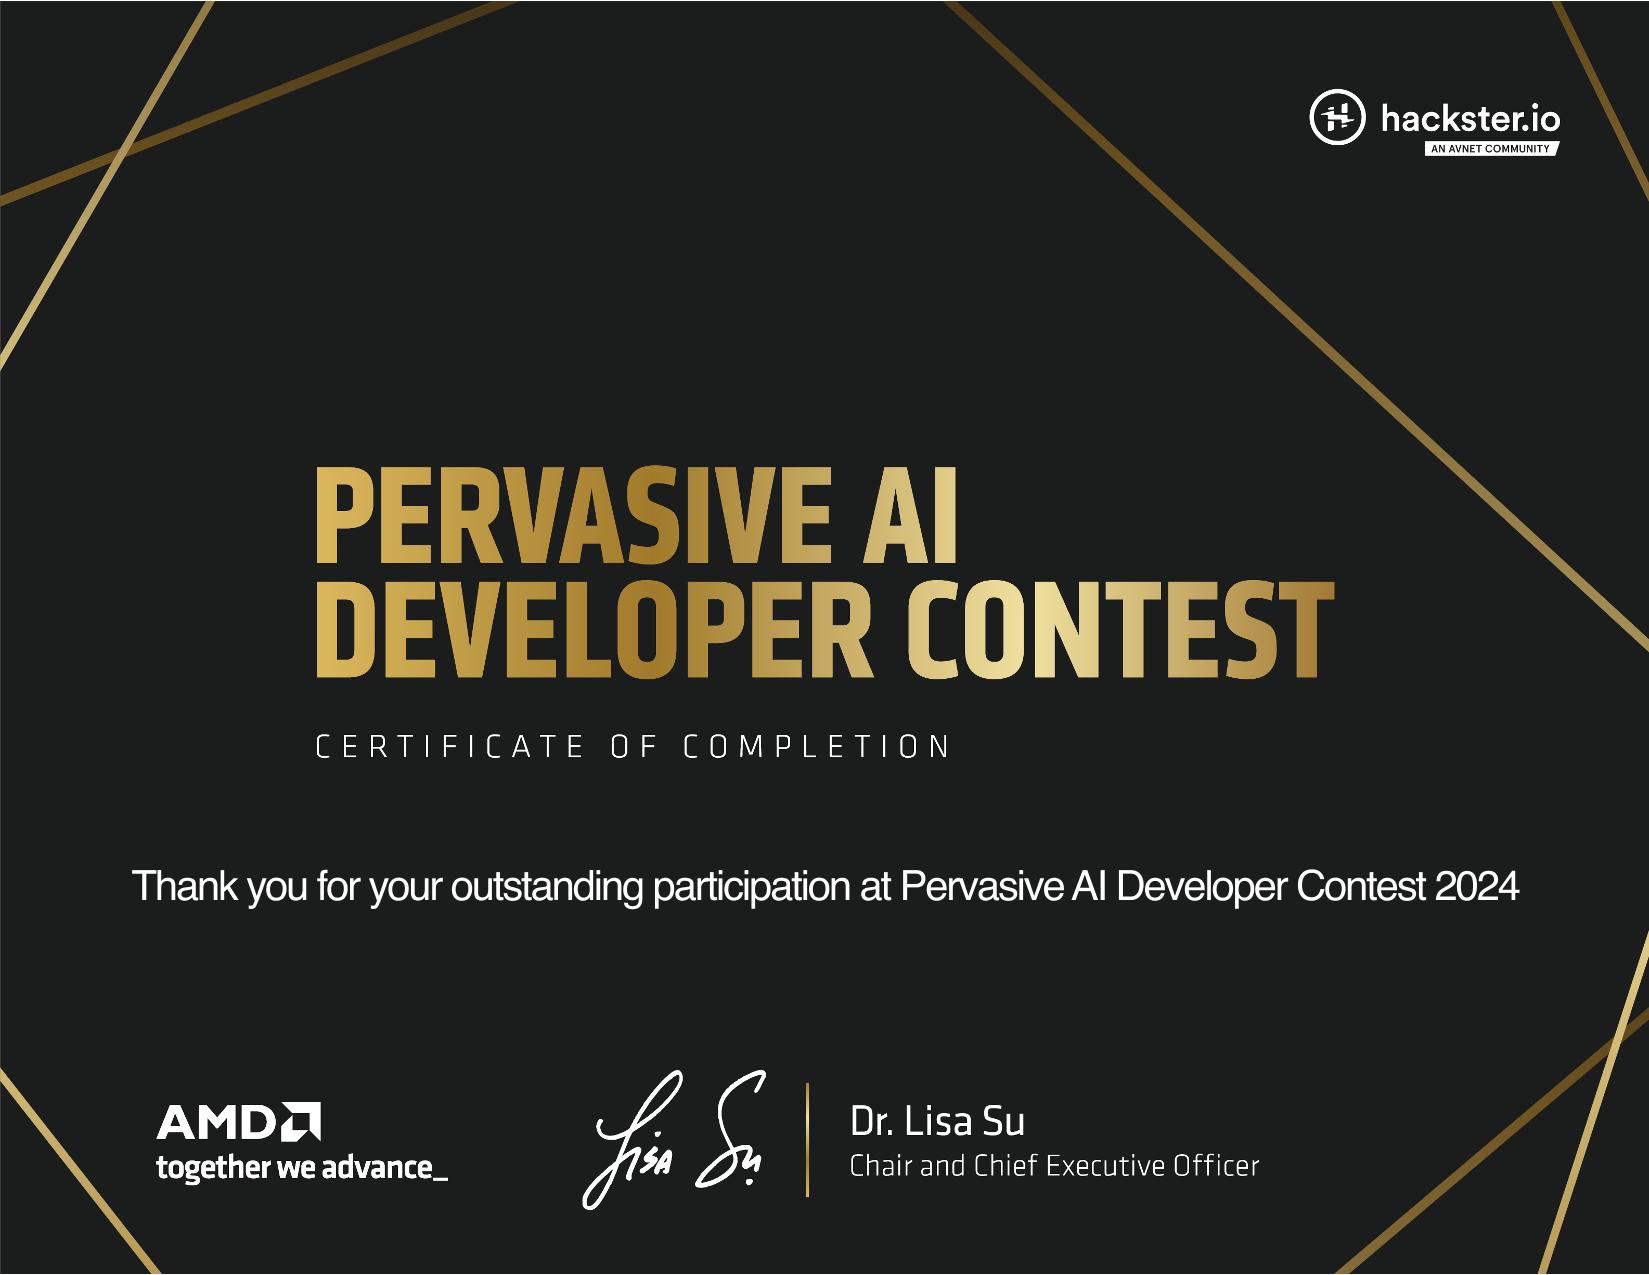 hackster.io
AN AVNET COMMUNITY
PERVASIVE AI
DEVELOPER CONTEST
CERTIFICATE OF COMPLETION
Thank you for your outstanding participation at Pervasive AI Developer Contest 2024
AMD
together we advance_
Lisa Su
Dr. Lisa Su
Chair and Chief Executive Officer